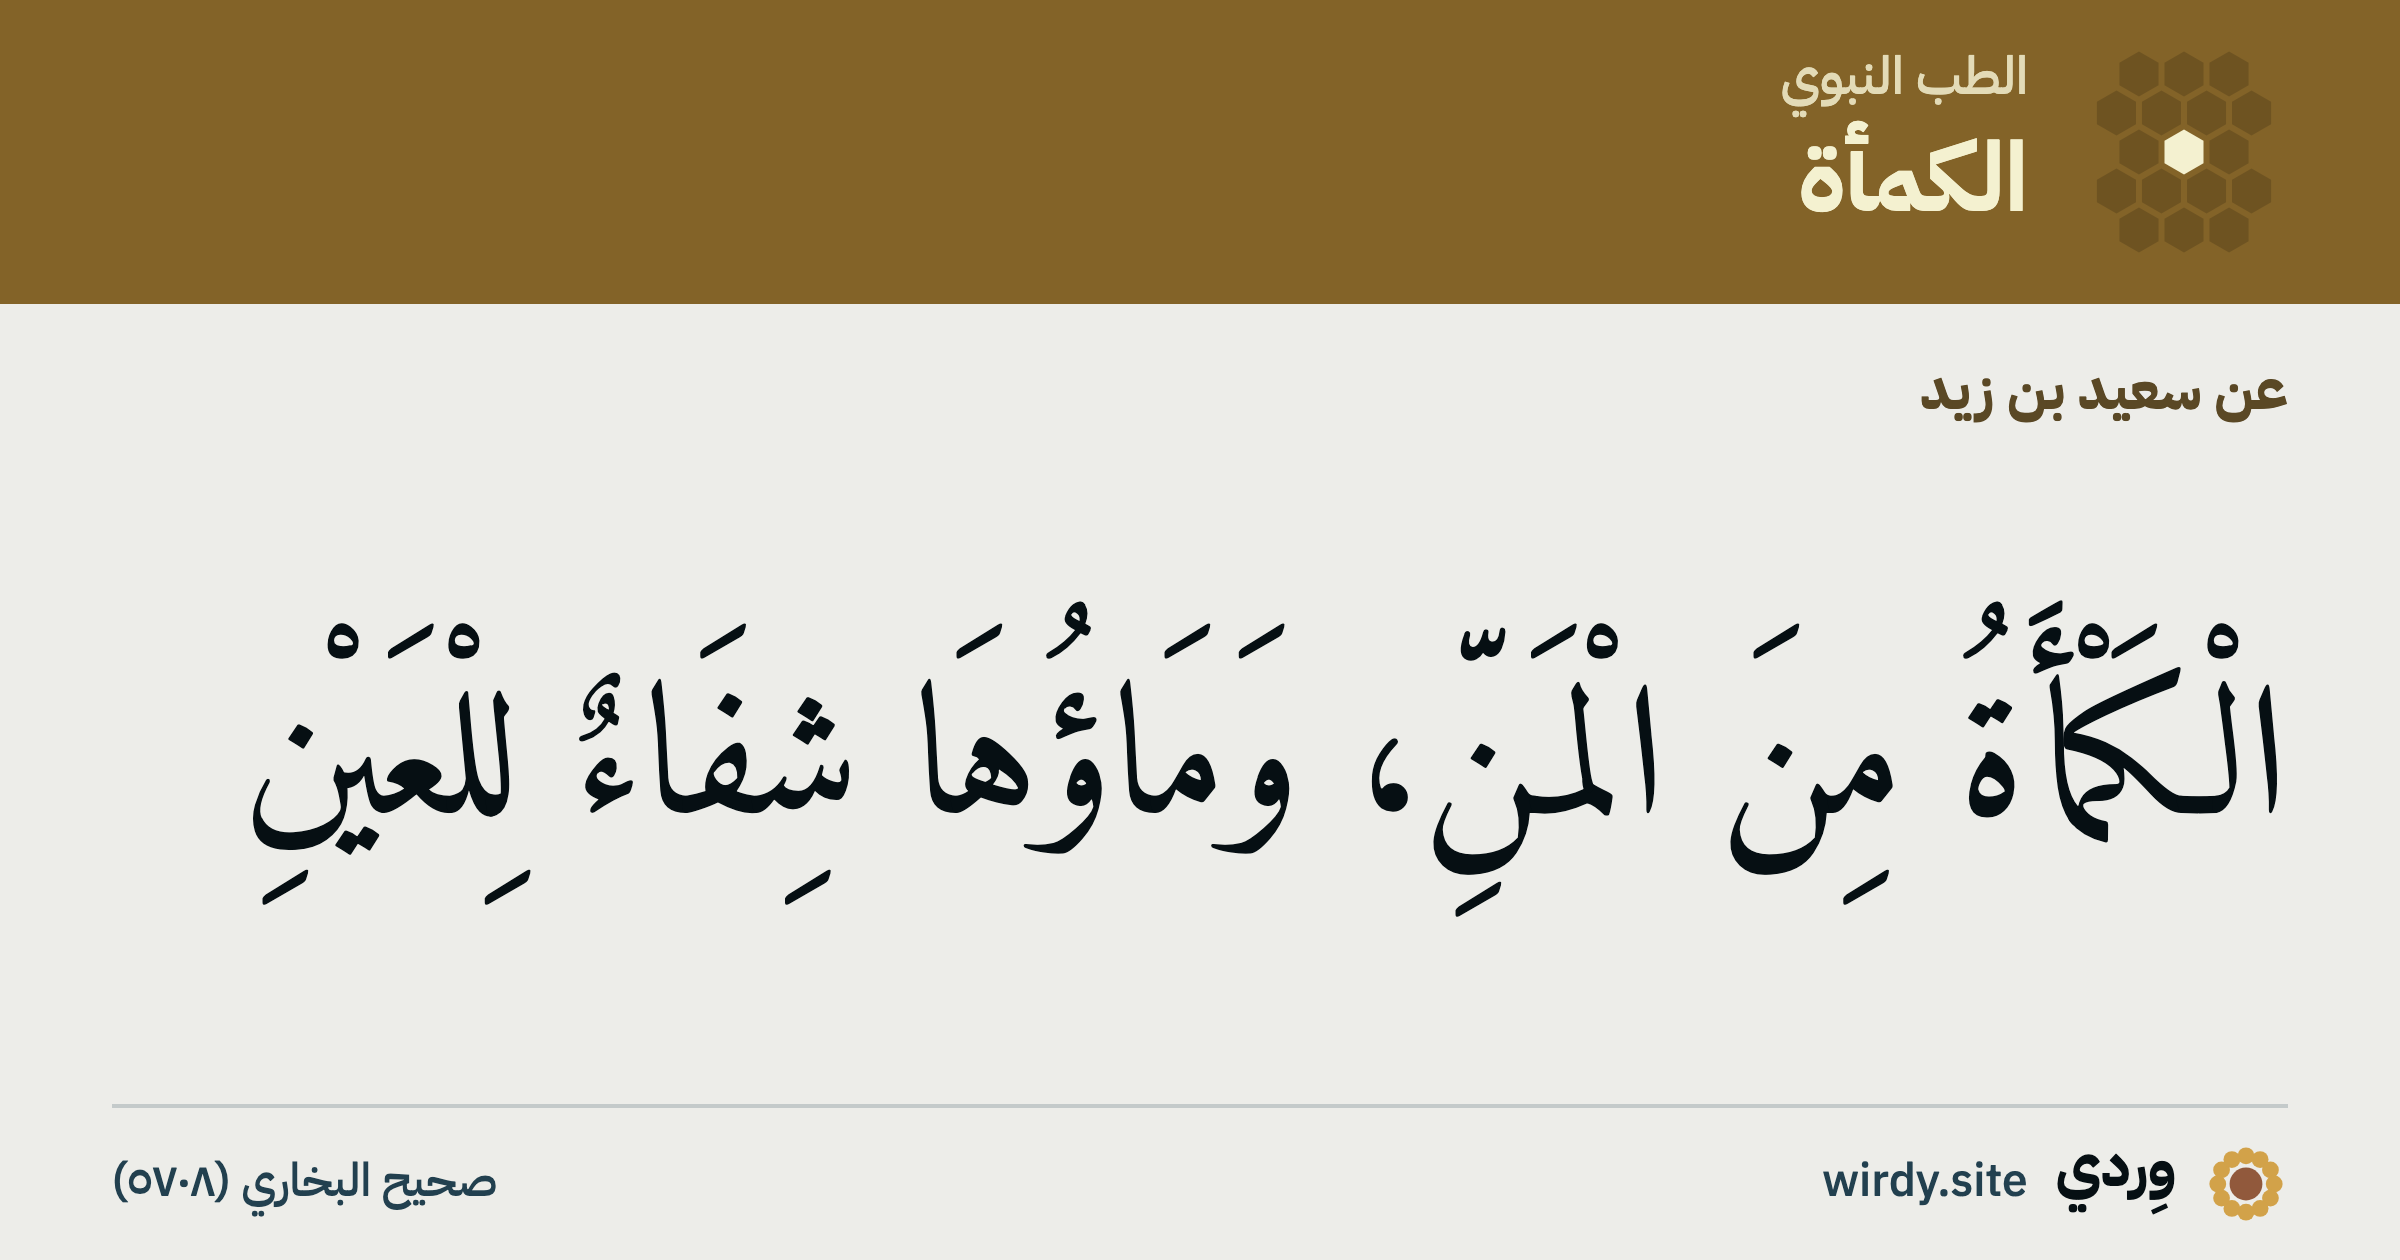 الطب النبوي
الكمأة
عن سعيد بن زيد
الْكَمْأَةُ مِنَ الْمَنِّ، وَمَاؤُهَا شِفَاءٌ لِلْعَيْنِ
وِردي wirdy.site
صحيح البخاري (٥٧٠٨)